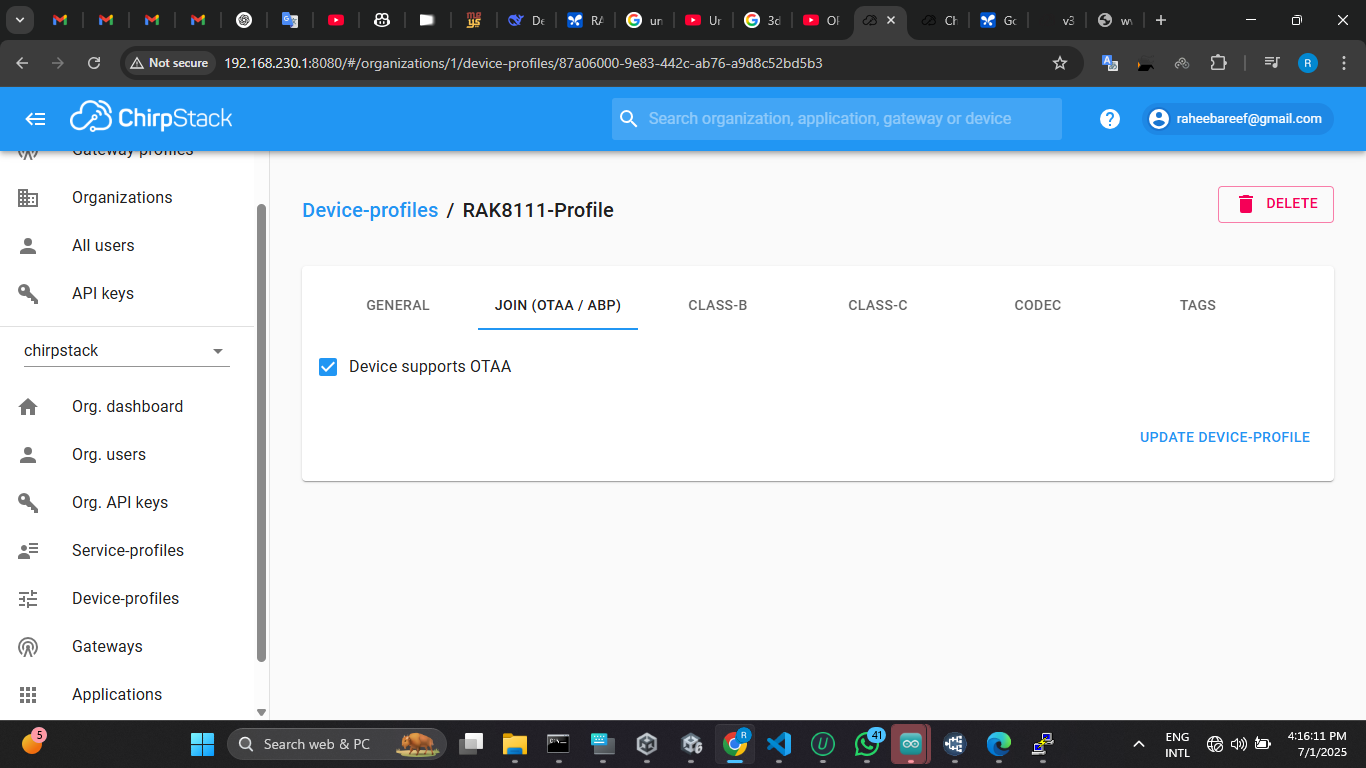 De
RA
un
Ur
3d
Ch
Go
v3
Not secure
192.168.230.1:8080/#/organizations/1/device-profiles/87a06000-9e83-442c-ab76-a9d8c52bd5b3
R
ChirpStack
Search organization, application, gateway or device
raheebareef@gmail.com
Gateway profiles
Organizations
All users
API keys
chirpstack
Org. dashboard
Org. users
Org. API keys
Service-profiles
Device-profiles
Gateways
Applications
Device-profiles / RAK8111-Profile
DELETE
GENERAL
JOIN (OTAA / ABP)
CLASS-B
CLASS-C
CODEC
TAGS
Device supports OTAA
UPDATE DEVICE-PROFILE
5
Search web & PC
R
41
ENG
INTL
4:16:11 PM
7/1/2025